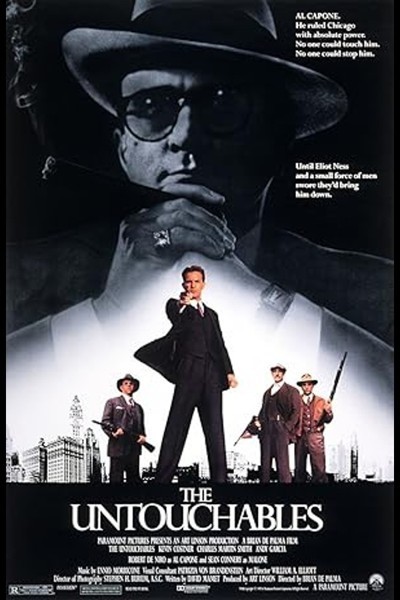 AL CAPONE.
He ruled Chicago
with absolute power.
No one could touch him.
No one could stop him.
Until Eliot Ness
and a small force of men
swore they'd bring
him down.
THE
UNTOUCHABLES
PARAMOUNT PICTURES PRESENTS AN ART LINSON PRODUCTION A BRIAN DE PALMA FILM
THE UNTOUCHABLES KEVIN COSTNER CHARLES MARTIN SMITH ANDY GARCIA
ROBERT DE NIRO as AL CAPONE and SEAN CONNERY as MALONE
Music by ENNIO MORRICONE Visual Consultant PATRIZIA VON BRANDENSTEIN Art Director WILLIAM A. ELLIOTT
Director of Photography STEPHEN H. BURUM, A.S.C. Written by DAVID MAMET Produced by ART LINSON Directed by BRIAN DE PALMA
R RESTRICTED
A PARAMOUNT PICTURE